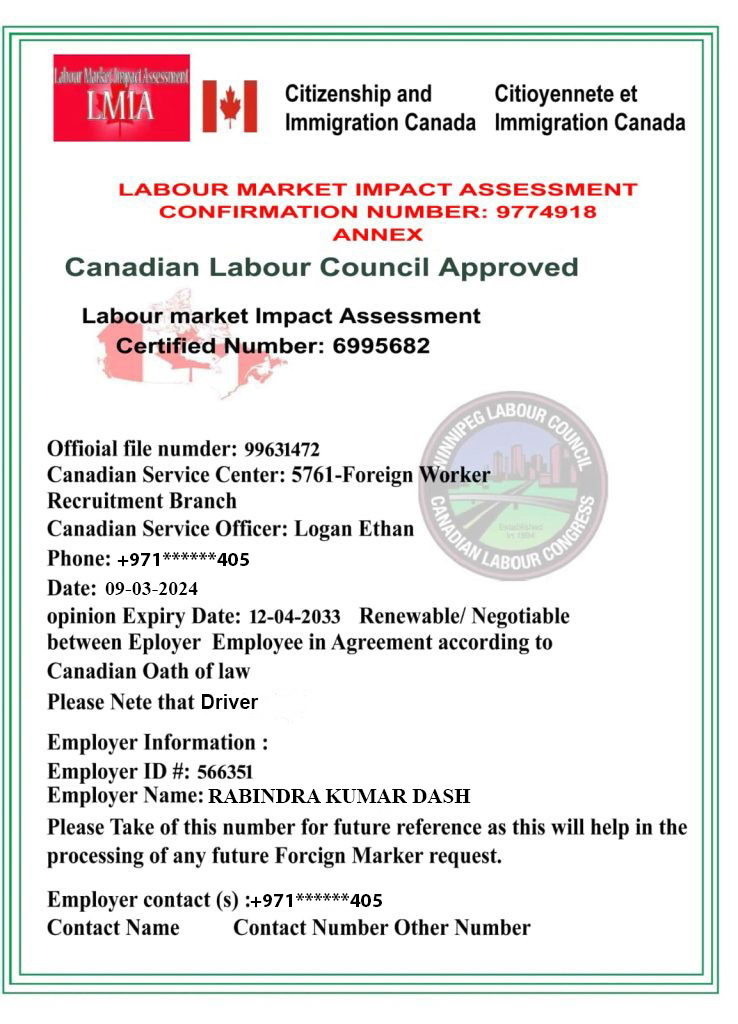 Labour Market Impact Assessment
LMIA
Citizenship and Citioyennete et
Immigration Canada Immigration Canada
LABOUR MARKET IMPACT ASSESSMENT
CONFIRMATION NUMBER: 9774918
ANNEX
Canadian Labour Council Approved
Labour market Impact Assessment
Certified Number: 6995682
WINNIPEG LABOUR COUNCIL
Established
In 1894
CANADIAN LABOUR CONGRESS
Offioial file numder: 99631472
Canadian Service Center: 5761-Foreign Worker
Recruitment Branch
Canadian Service Officer: Logan Ethan
Phone: +971******405
Date: 09-03-2024
opinion Expiry Date: 12-04-2033 Renewable/ Negotiable
between Eployer Employee in Agreement according to
Canadian Oath of law
Please Nete that Driver
Employer Information :
Employer ID #: 566351
Employer Name: RABINDRA KUMAR DASH
Please Take of this number for future reference as this will help in the
processing of any future Forcign Marker request.
Employer contact (s) :+971******405
Contact Name Contact Number Other Number